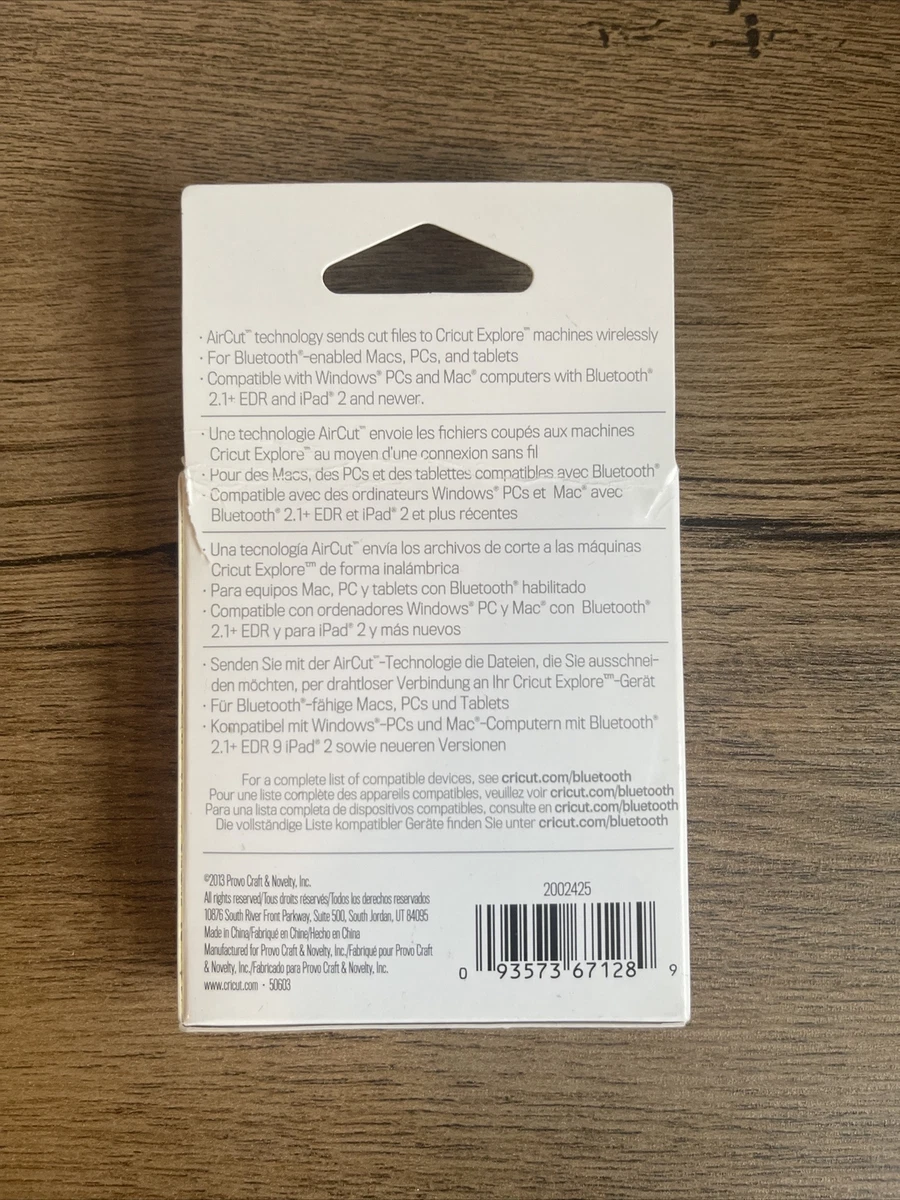 · AirCut™ technology sends cut files to Cricut Explore™ machines wirelessly
· For Bluetooth®-enabled Macs, PCs, and tablets
· Compatible with Windows® PCs and Mac® computers with Bluetooth®
2.1+ EDR and iPad® 2 and newer.
· Une technologie AirCut™ envoie les fichiers coupés aux machines
Cricut Explore™ au moyen d'une connexion sans fil
· Pour des Macs, des PCs et des tablettes compatibles avec Bluetooth®
· Compatible avec des ordinateurs Windows® PCs et Mac® avec
Bluetooth® 2.1+ EDR et iPad® 2 et plus récentes
· Una tecnología AirCut™ envía los archivos de corte a las máquinas
Cricut Explore™ de forma inalámbrica
· Para equipos Mac, PC y tablets con Bluetooth® habilitado
· Compatible con ordenadores Windows® PC y Mac® con Bluetooth®
2.1+ EDR y para iPad® 2 y más nuevos
· Senden Sie mit der AirCut™-Technologie die Dateien, die Sie ausschnei-
den möchten, per drahtloser Verbindung an Ihr Cricut Explore™-Gerät
· Für Bluetooth®-fähige Macs, PCs und Tablets
· Kompatibel mit Windows®-PCs und Mac®-Computern mit Bluetooth®
2.1+ EDR 9 iPad® 2 sowie neueren Versionen
For a complete list of compatible devices, see cricut.com/bluetooth
Pour une liste complète des appareils compatibles, veuillez voir cricut.com/bluetooth
Para una lista completa de dispositivos compatibles, consulte en cricut.com/bluetooth
Die vollständige Liste kompatibler Geräte finden Sie unter cricut.com/bluetooth
©2013 Provo Craft & Novelty, Inc.
All rights reserved/Tous droits réservés/Todos los derechos reservados
10876 South River Front Parkway, Suite 500, South Jordan, UT 84095
Made in China/Fabriqué en Chine/Hecho en China
Manufactured for Provo Craft & Novelty, Inc./Fabriqué pour Provo Craft
& Novelty, Inc./Fabricado para Provo Craft & Novelty, Inc.
www.cricut.com · 50603
2002425
0 93573 67128 9